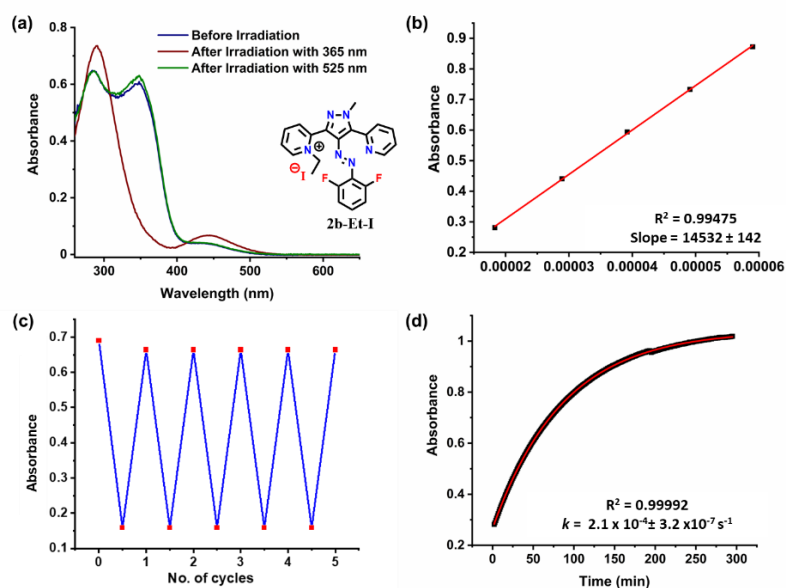 (a)
Before Irradiation
After Irradiation with 365 nm
After Irradiation with 525 nm
Absorbance
0.8
0.6
0.4
0.2
0.0
300
400
500
600
Wavelength (nm)
N
N
N
N
N
N
⊕
⊖I
F
F
2b-Et-I
(b)
Absorbance
0.9
0.8
0.7
0.6
0.5
0.4
0.3
0.2
0.00002
0.00003
0.00004
0.00005
0.00006
R² = 0.99475
Slope = 14532 ± 142
(c)
Absorbance
0.7
0.6
0.5
0.4
0.3
0.2
0.1
0
1
2
3
4
5
No. of cycles
(d)
Absorbance
1
0.8
0.6
0.4
0.2
0
50
100
150
200
250
300
Time (min)
R² = 0.99992
k = 2.1 x 10⁻⁴± 3.2 x10⁻⁷ s⁻¹